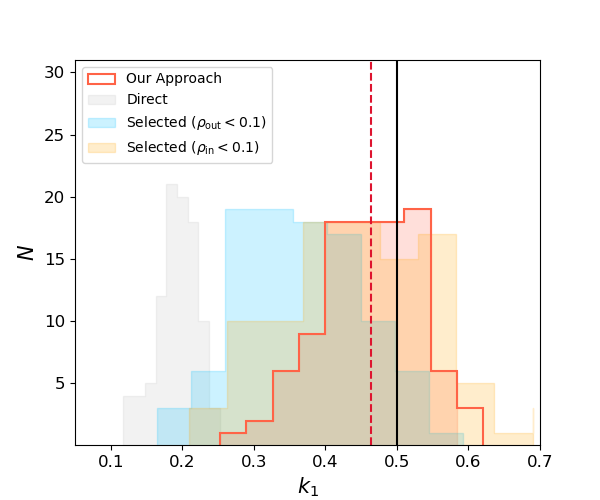 30
25
20
15
10
5
N
Our Approach
Direct
Selected (ρout < 0.1)
Selected (ρin < 0.1)
0.1 0.2 0.3 0.4 0.5 0.6 0.7
k1